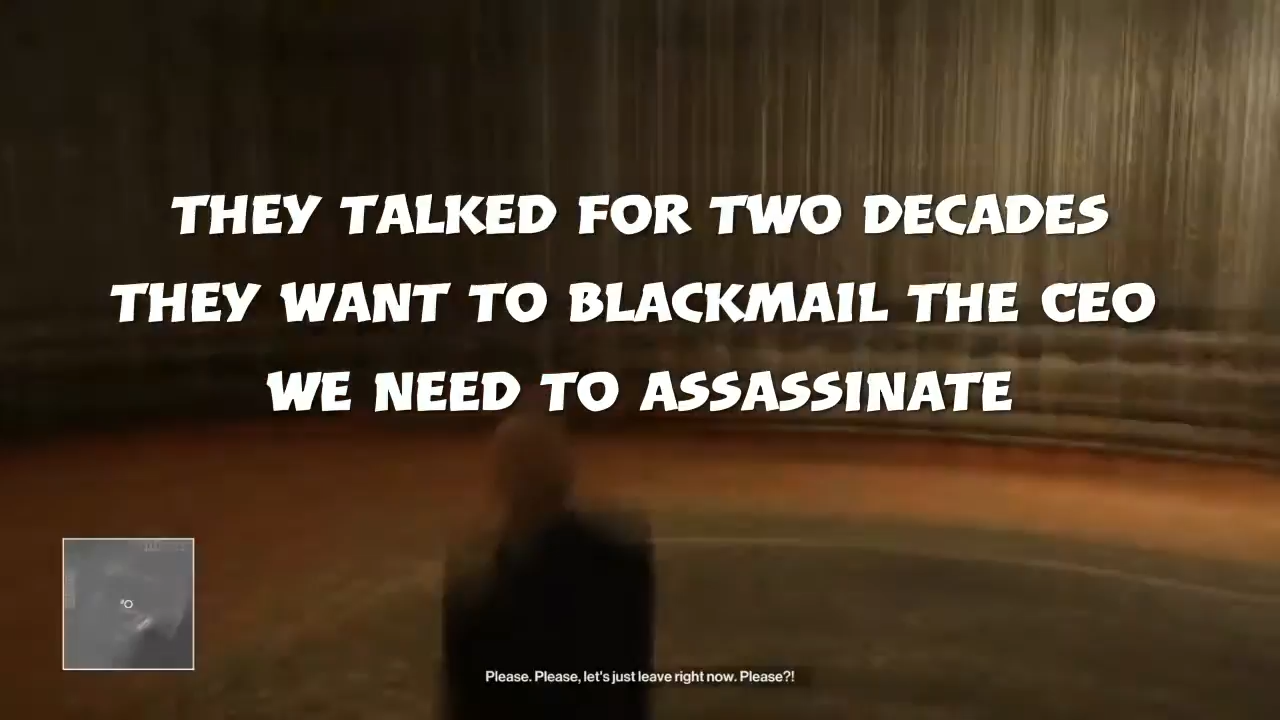 THEY TALKED FOR TWO DECADES
THEY WANT TO BLACKMAIL THE CEO
WE NEED TO ASSASSINATE
Please. Please, let's just leave right now. Please?!